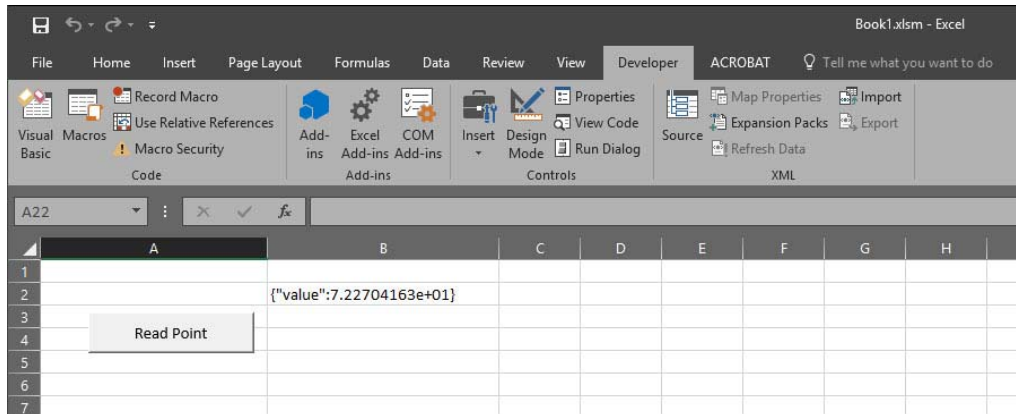 Book1.xlsm - Excel
File Home Insert Page Layout Formulas Data Review View Developer ACROBAT Tell me what you want to do
Visual Basic
Macros
Record Macro
Use Relative References
Macro Security
Code
Add-ins
Excel Add-ins
COM Add-ins
Add-ins
Insert
Design Mode
Properties
View Code
Run Dialog
Controls
Source
Map Properties
Expansion Packs
Refresh Data
Import
Export
XML
A22 fx
A B C D E F G H
1
2 {"value":7.22704163e+01}
3
Read Point
4
5
6
7